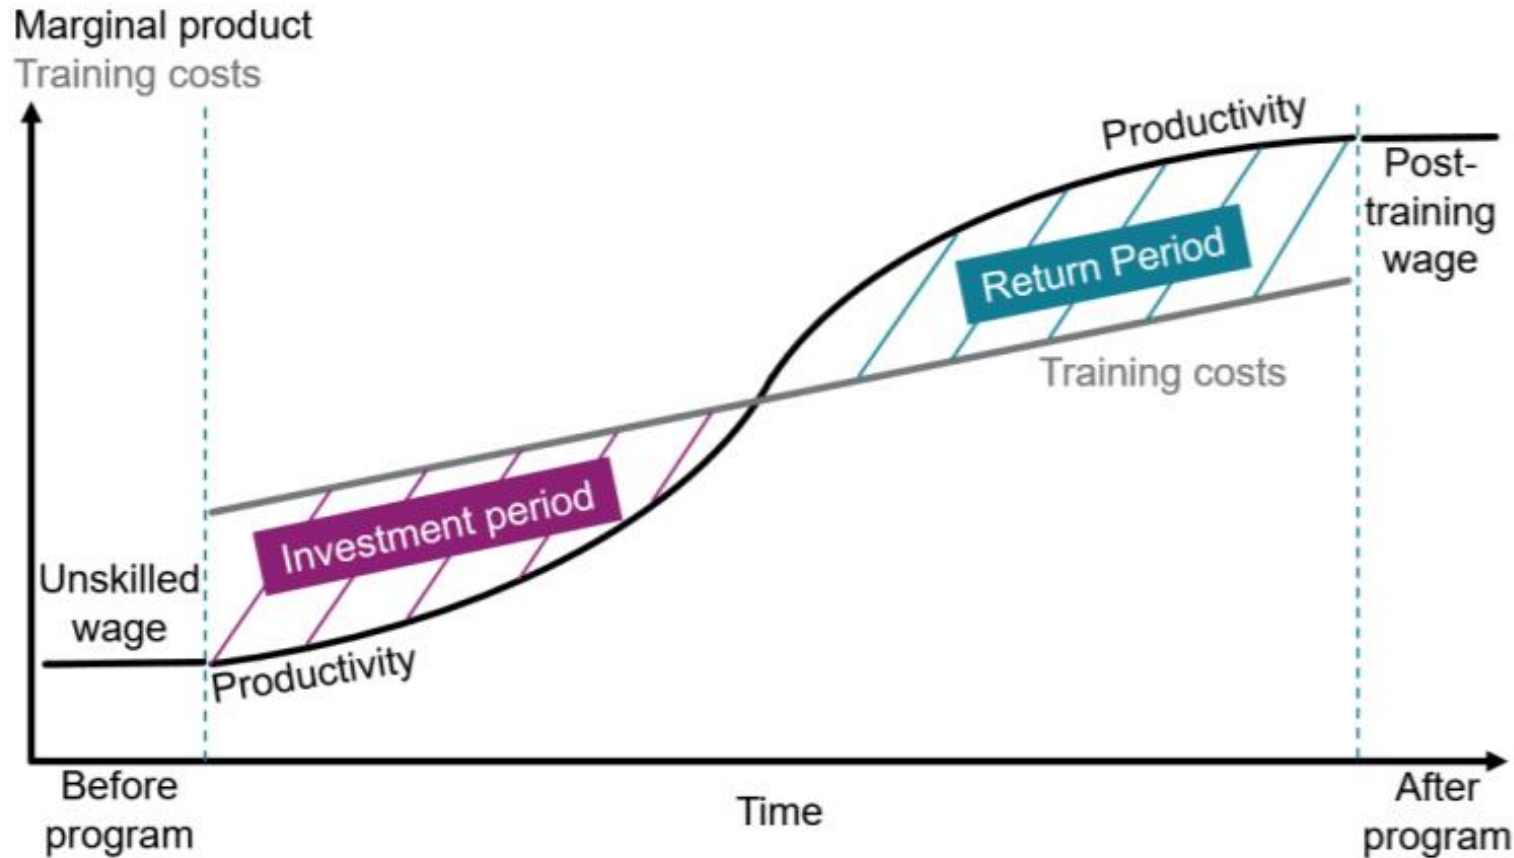 Marginal product
Training costs
Productivity
Post-
training
wage
Return Period
Training costs
Investment period
Unskilled
wage
Productivity
Before
program
Time
After
program